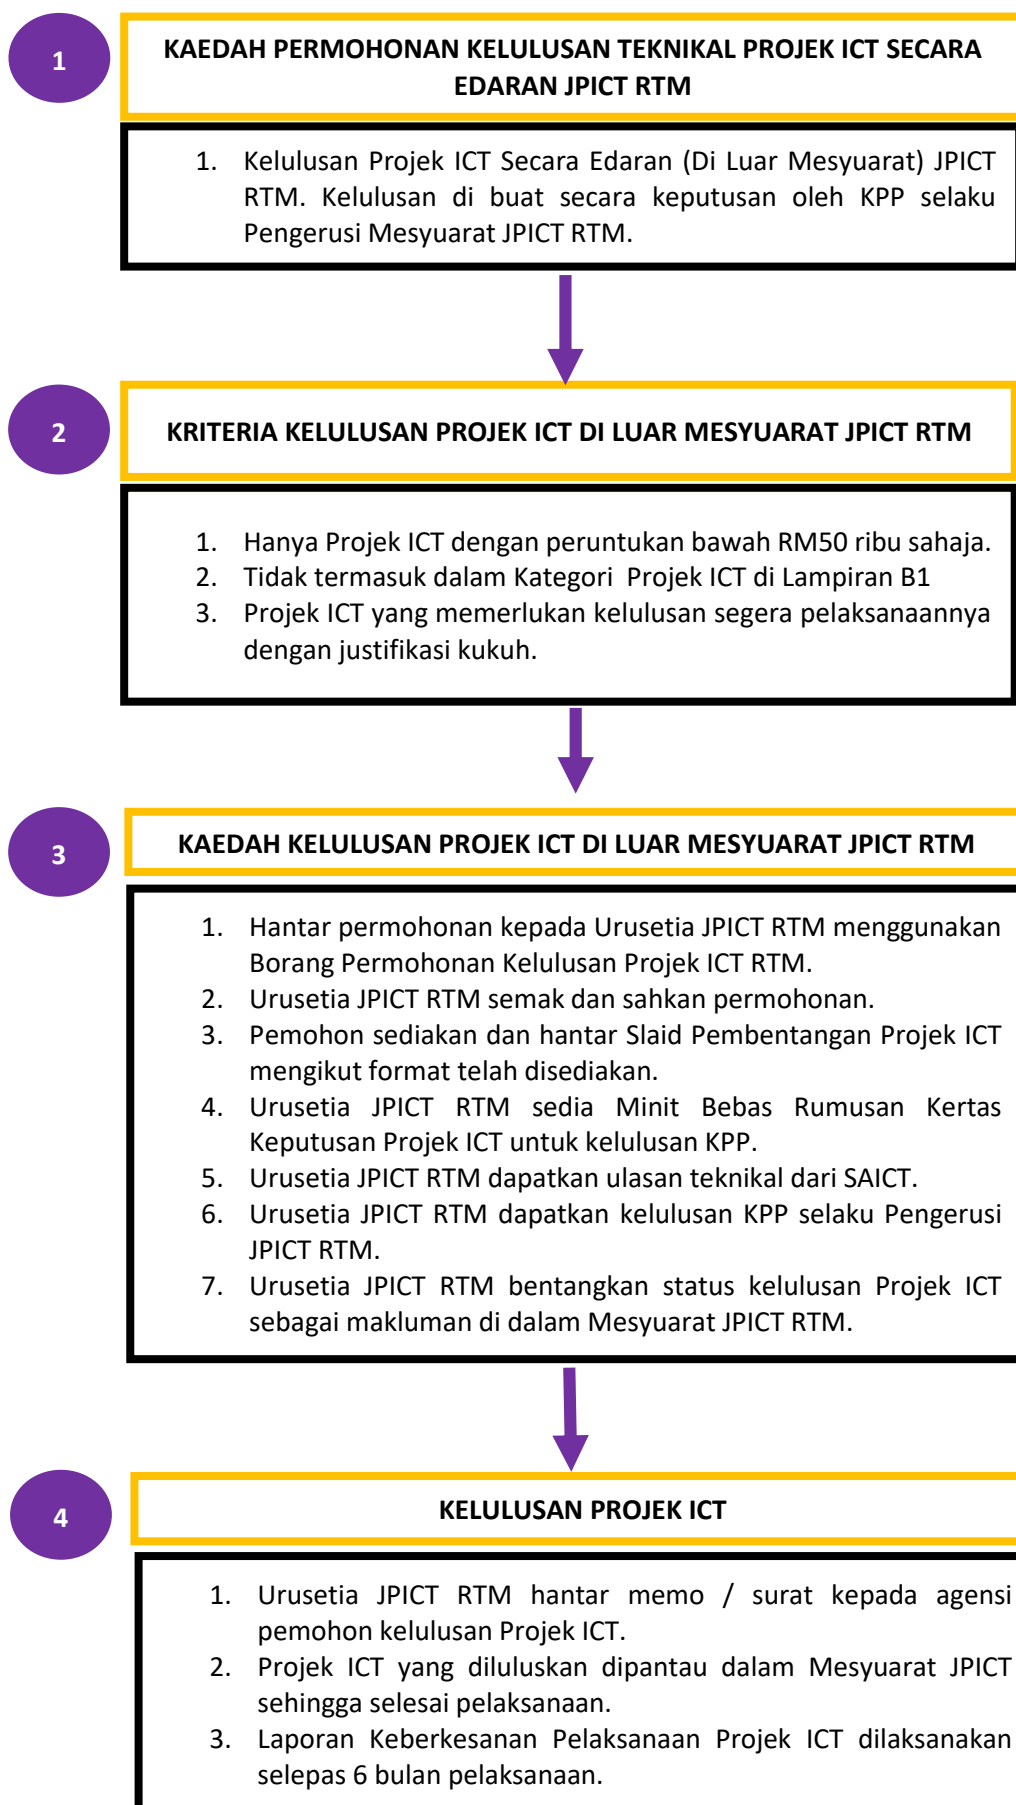 1
KAEDAH PERMOHONAN KELULUSAN TEKNIKAL PROJEK ICT SECARA
EDARAN JPICT RTM
1. Kelulusan Projek ICT Secara Edaran (Di Luar Mesyuarat) JPICT
RTM. Kelulusan di buat secara keputusan oleh KPP selaku
Pengerusi Mesyuarat JPICT RTM.
2
KRITERIA KELULUSAN PROJEK ICT DI LUAR MESYUARAT JPICT RTM
1. Hanya Projek ICT dengan peruntukan bawah RM50 ribu sahaja.
2. Tidak termasuk dalam Kategori Projek ICT di Lampiran B1
3. Projek ICT yang memerlukan kelulusan segera pelaksanaannya
dengan justifikasi kukuh.
3
KAEDAH KELULUSAN PROJEK ICT DI LUAR MESYUARAT JPICT RTM
1. Hantar permohonan kepada Urusetia JPICT RTM menggunakan
Borang Permohonan Kelulusan Projek ICT RTM.
2. Urusetia JPICT RTM semak dan sahkan permohonan.
3. Pemohon sediakan dan hantar Slaid Pembentangan Projek ICT
mengikut format telah disediakan.
4. Urusetia JPICT RTM sedia Minit Bebas Rumusan Kertas
Keputusan Projek ICT untuk kelulusan KPP.
5. Urusetia JPICT RTM dapatkan ulasan teknikal dari SAICT.
6. Urusetia JPICT RTM dapatkan kelulusan KPP selaku Pengerusi
JPICT RTM.
7. Urusetia JPICT RTM bentangkan status kelulusan Projek ICT
sebagai makluman di dalam Mesyuarat JPICT RTM.
4
KELULUSAN PROJEK ICT
1. Urusetia JPICT RTM hantar memo / surat kepada agensi
pemohon kelulusan Projek ICT.
2. Projek ICT yang diluluskan dipantau dalam Mesyuarat JPICT
sehingga selesai pelaksanaan.
3. Laporan Keberkesanan Pelaksanaan Projek ICT dilaksanakan
selepas 6 bulan pelaksanaan.